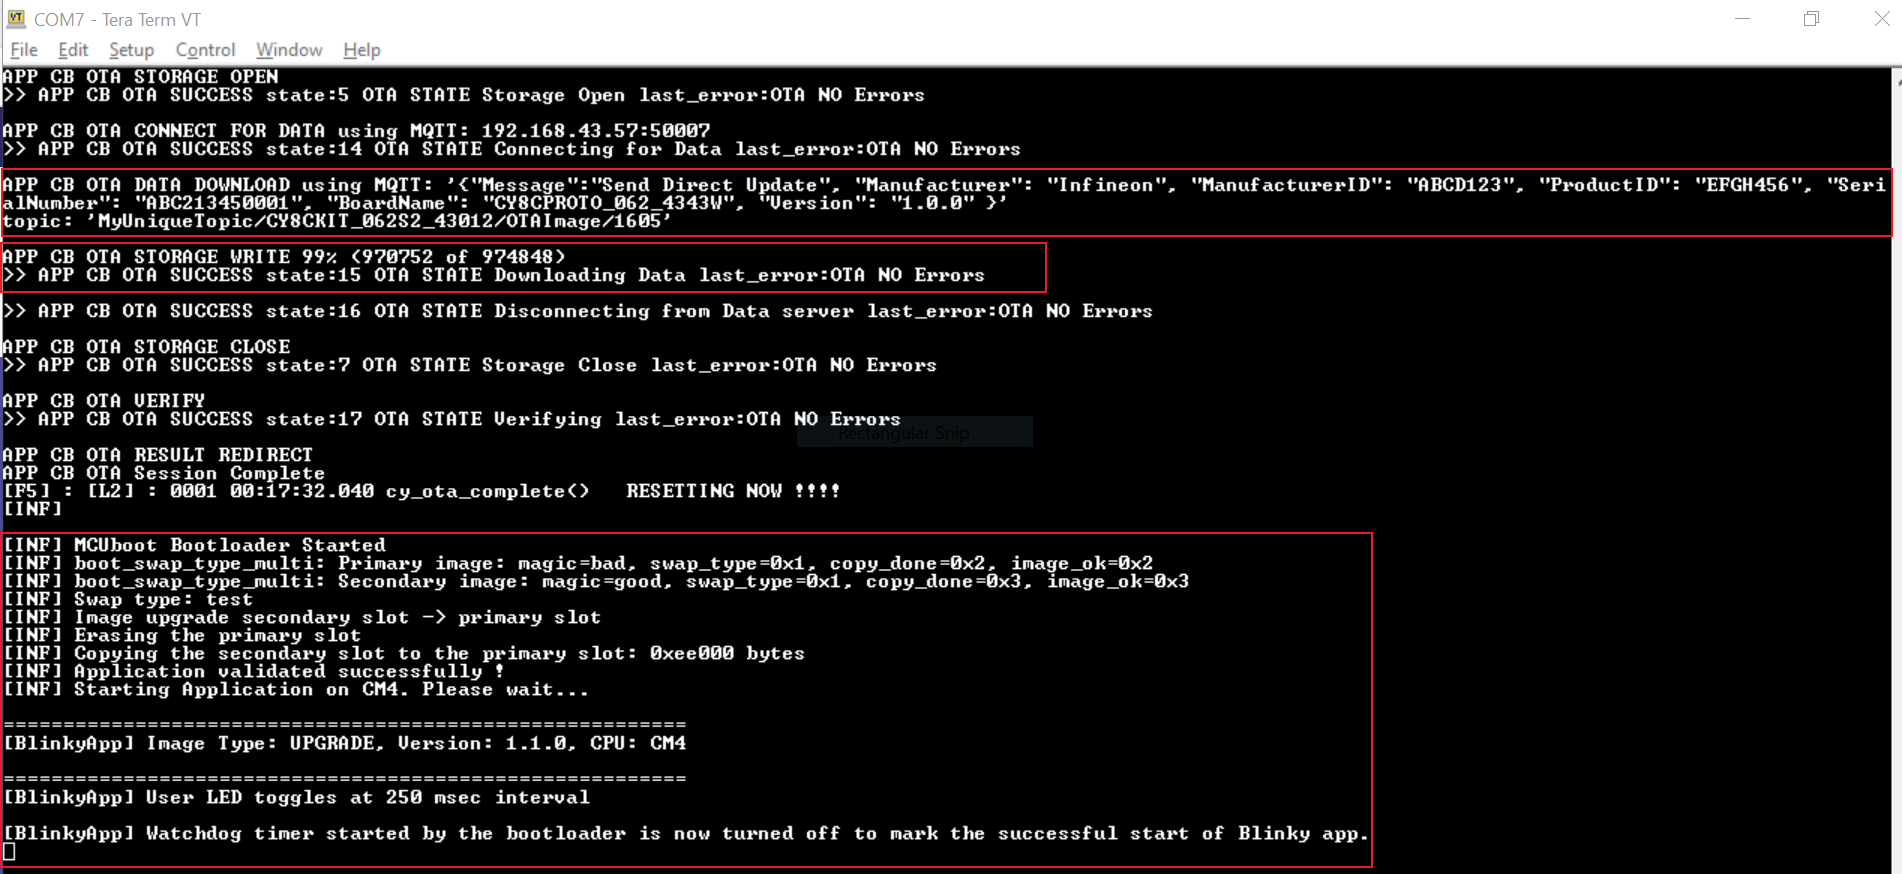 COM7 - Tera Term VT
File Edit Setup Control Window Help
APP CB OTA STORAGE OPEN
>> APP CB OTA SUCCESS state:5 OTA STATE Storage Open last_error:OTA NO Errors
APP CB OTA CONNECT FOR DATA using MQTT: 192.168.43.57:50007
>> APP CB OTA SUCCESS state:14 OTA STATE Connecting for Data last_error:OTA NO Errors
APP CB OTA DATA DOWNLOAD using MQTT: '{"Message":"Send Direct Update", "Manufacturer": "Infineon", "ManufacturerID": "ABCD123", "ProductID": "EFGH456", "Seri
alNumber": "ABC213450001", "BoardName": "CY8CPROTO_062_4343W", "Version": "1.0.0" }'
topic: 'MyUniqueTopic/CY8CKIT_062S2_43012/OTAImage/1605'
APP CB OTA STORAGE WRITE 99% (970752 of 974848)
>> APP CB OTA SUCCESS state:15 OTA STATE Downloading Data last_error:OTA NO Errors
>> APP CB OTA SUCCESS state:16 OTA STATE Disconnecting from Data server last_error:OTA NO Errors
APP CB OTA STORAGE CLOSE
>> APP CB OTA SUCCESS state:7 OTA STATE Storage Close last_error:OTA NO Errors
APP CB OTA VERIFY
>> APP CB OTA SUCCESS state:17 OTA STATE Verifying last_error:OTA NO Errors
Rectangular Snip
APP CB OTA RESULT REDIRECT
APP CB OTA Session Complete
[F5] : [L2] : 0001 00:17:32.040 cy_ota_complete()   RESETTING NOW !!!!
[INF]
[INF] MCUboot Bootloader Started
[INF] boot_swap_type_multi: Primary image: magic=bad, swap_type=0x1, copy_done=0x2, image_ok=0x2
[INF] boot_swap_type_multi: Secondary image: magic=good, swap_type=0x1, copy_done=0x3, image_ok=0x3
[INF] Swap type: test
[INF] Image upgrade secondary slot -> primary slot
[INF] Erasing the primary slot
[INF] Copying the secondary slot to the primary slot: 0xee000 bytes
[INF] Application validated successfully !
[INF] Starting Application on CM4. Please wait...
=========================================================
[BlinkyApp] Image Type: UPGRADE, Version: 1.1.0, CPU: CM4
=========================================================
[BlinkyApp] User LED toggles at 250 msec interval
[BlinkyApp] Watchdog timer started by the bootloader is now turned off to mark the successful start of Blinky app.